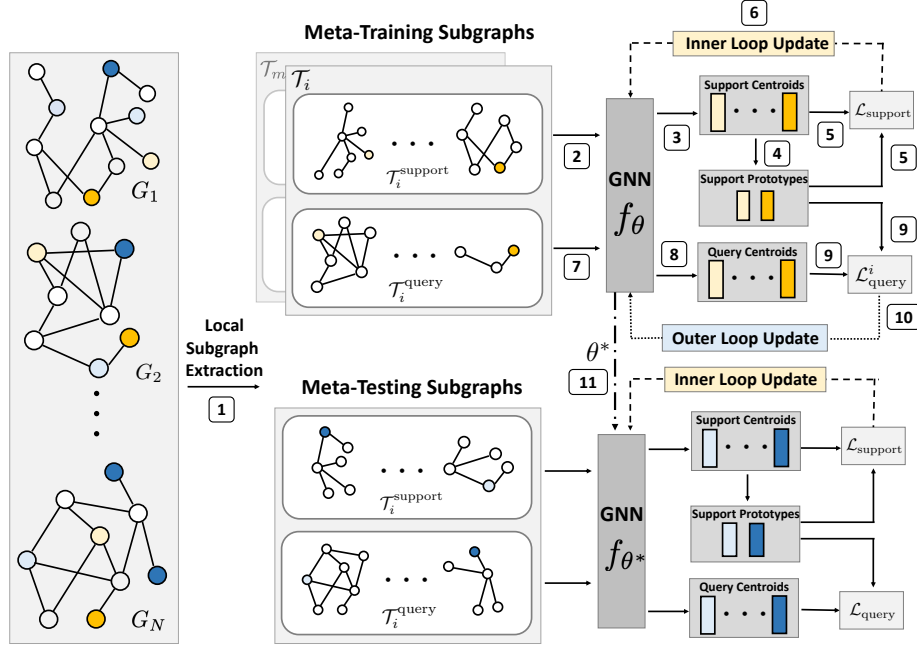 6
Meta-Training Subgraphs
Inner Loop Update
𝒯_m
𝒯_i
Support Centroids
• • •
ℒ_support
2
3
5
4
5
𝒯_i^support
GNN
f_θ
Support Prototypes
G_1
7
8
Query Centroids
9
9
ℒ^i_query
𝒯_i^query
10
Local
Subgraph
Extraction
1
G_2
θ*
11
Outer Loop Update
Meta-Testing Subgraphs
Inner Loop Update
Support Centroids
ℒ_support
𝒯_i^support
GNN
f_θ*
Support Prototypes
Query Centroids
ℒ_query
𝒯_i^query
G_N